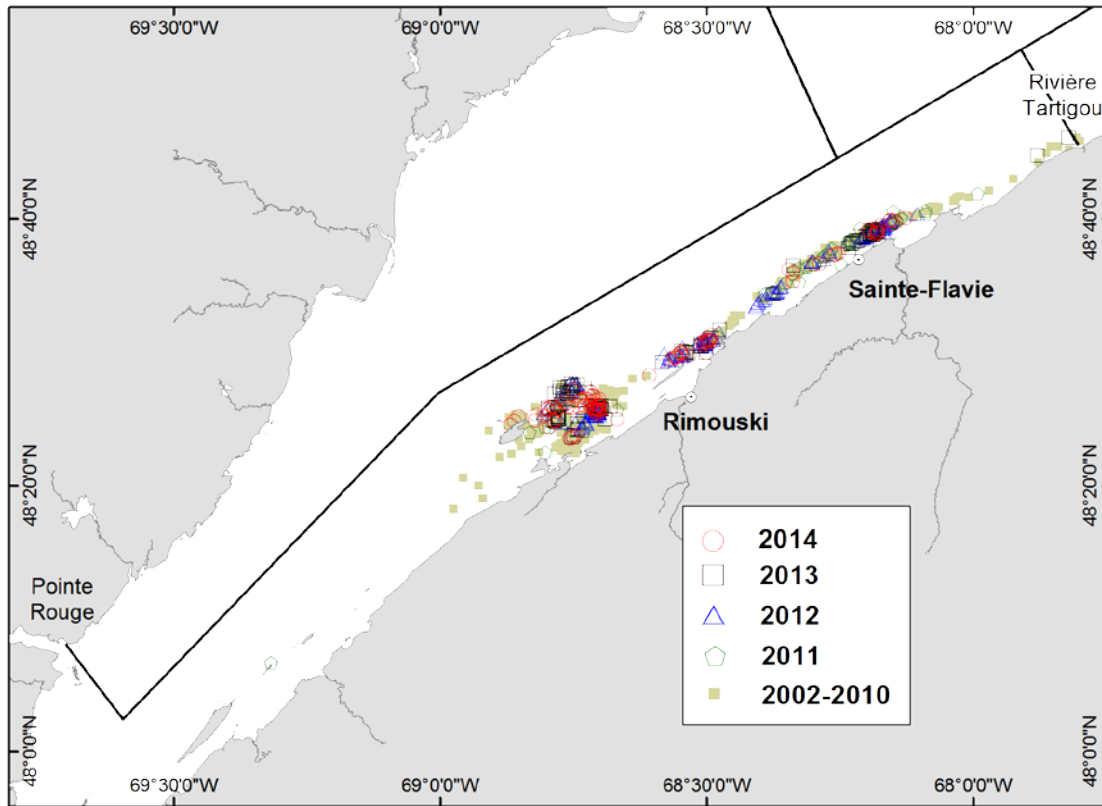 69°30'0"W
69°0'0"W
68°30'0"W
68°0'0"W
Rivière
Tartigou
48°40'0"N
48°40'0"N
Sainte-Flavie
Rimouski
48°20'0"N
48°20'0"N
2014
2013
2012
2011
2002-2010
Pointe
Rouge
48°0'0"N
48°0'0"N
69°30'0"W
69°0'0"W
68°30'0"W
68°0'0"W